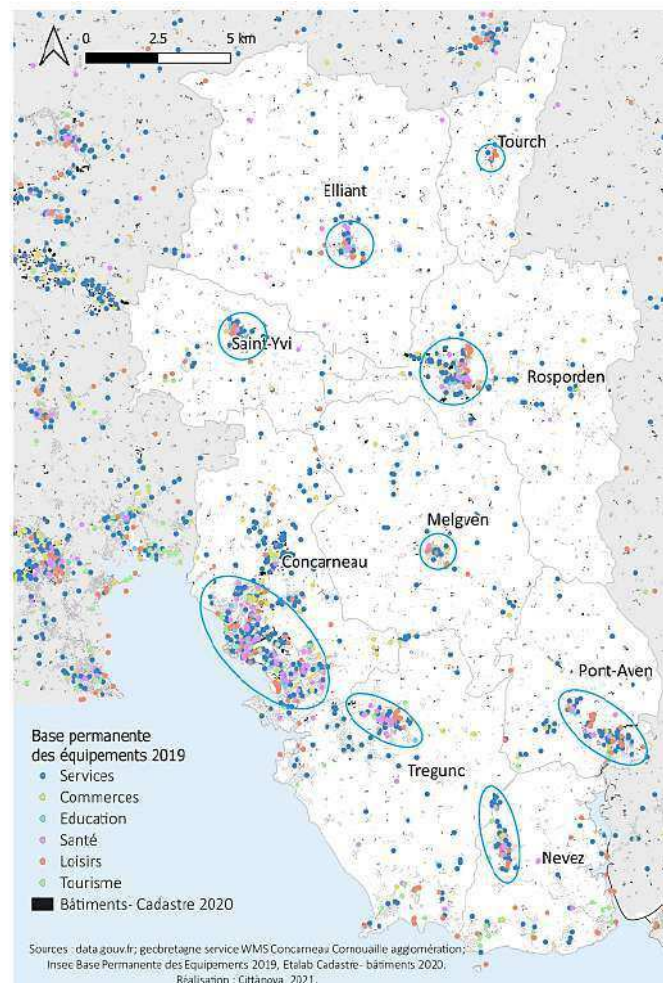 0 2.5 5 km
Tourch
Elliant
Saint-Yvi
Rosporden
Melgven
Concarneau
Pont-Aven
Tregunc
Nevez
Base permanente
des équipements 2019
Services
Commerces
Education
Santé
Loisirs
Tourisme
Bâtiments- Cadastre 2020
Sources : data.gouv.fr; geobretagne service WMS Concarneau Cornouaille agglomération;
Insee Base Permanente des Equipements 2019, Etalab Cadastre- bâtiments 2020.
Réalisation : Cittànova, 2021.